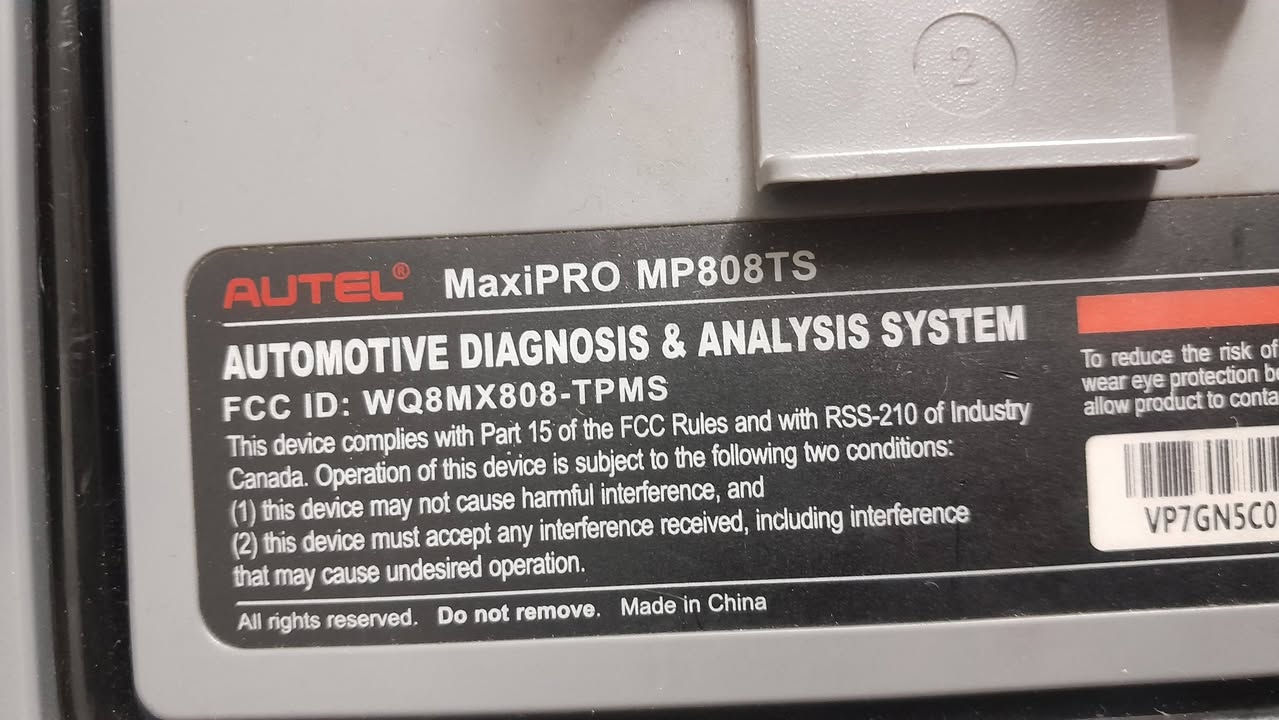 2
AUTEL® MaxiPRO MP808TS
AUTOMOTIVE DIAGNOSIS & ANALYSIS SYSTEM
FCC ID: WQ8MX808-TPMS
This device complies with Part 15 of the FCC Rules and with RSS-210 of Industry
Canada. Operation of this device is subject to the following two conditions:
(1) this device may not cause harmful interference, and
(2) this device must accept any interference received, including interference
that may cause undesired operation.
All rights reserved. Do not remove. Made in China
To reduce the risk of
wear eye protection
allow product to
VP7GN5C0